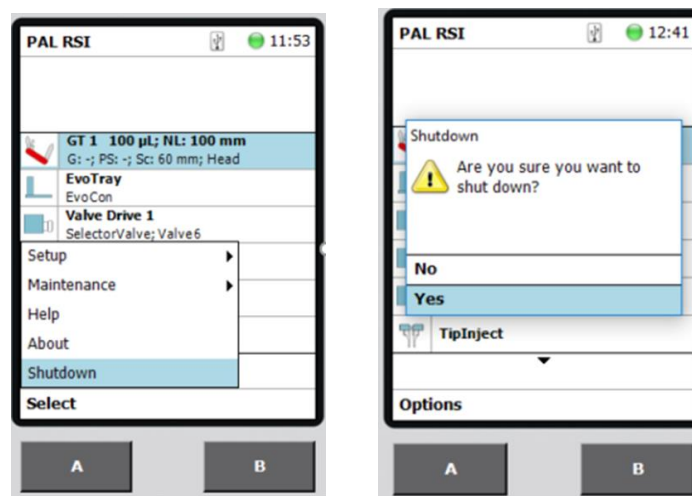 PAL RSI 11:53
GT 1 100 µL; NL: 100 mm
G: -; PS: -; Sc: 60 mm; Head
EvoTray
EvoCon
Valve Drive 1
SelectorValve; Valve6
Setup
Maintenance
Help
About
Shutdown
Select
A B
PAL RSI 12:41
Shutdown
Are you sure you want to
shut down?
No
Yes
TipInject
Options
A B